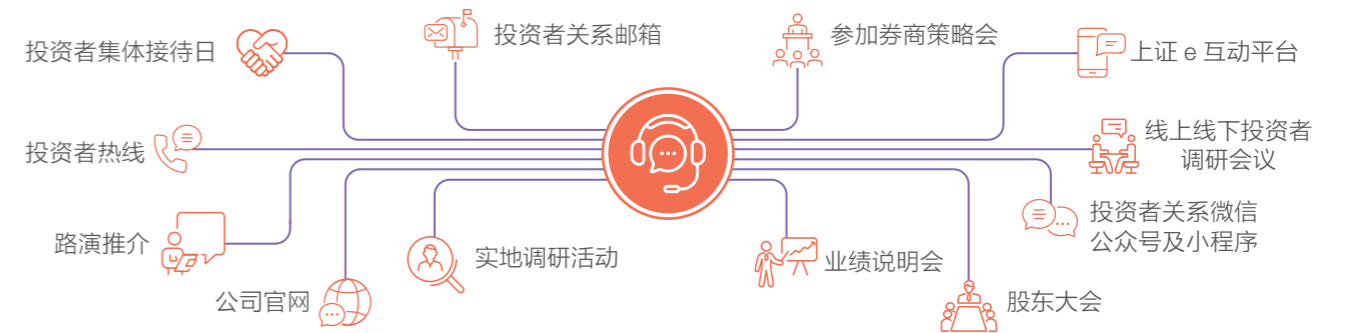 投资者集体接待日
投资者关系邮箱
参加券商策略会
上证 e 互动平台
投资者热线
线上线下投资者
调研会议
路演推介
实地调研活动
业绩说明会
投资者关系微信
公众号及小程序
公司官网
股东大会